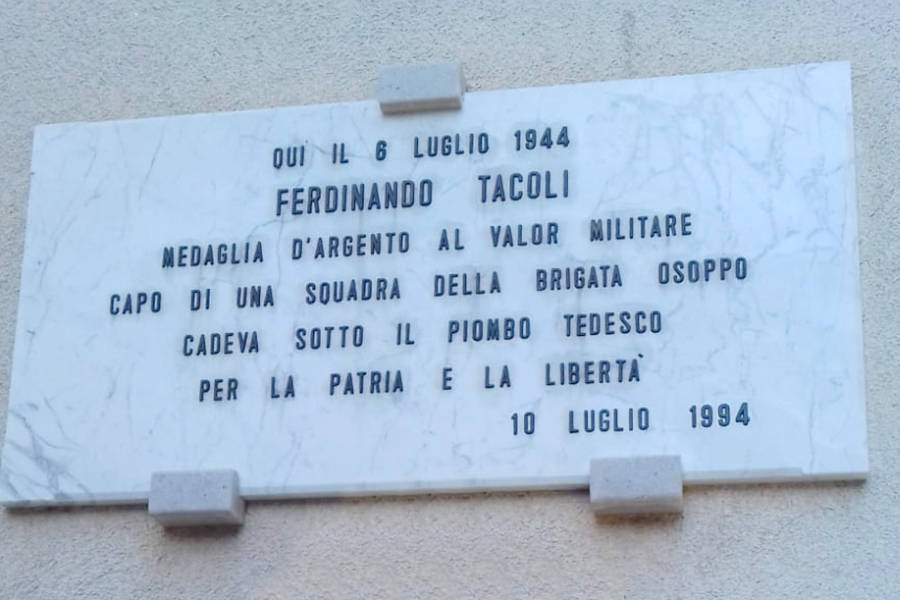 QUI IL 6 LUGLIO 1944
FERDINANDO TACOLI
MEDAGLIA D'ARGENTO AL VALOR MILITARE
CAPO DI UNA SQUADRA DELLA BRIGATA OSOPPO
CADEVA SOTTO IL PIOMBO TEDESCO
PER LA PATRIA E LA LIBERTÀ
10 LUGLIO 1994